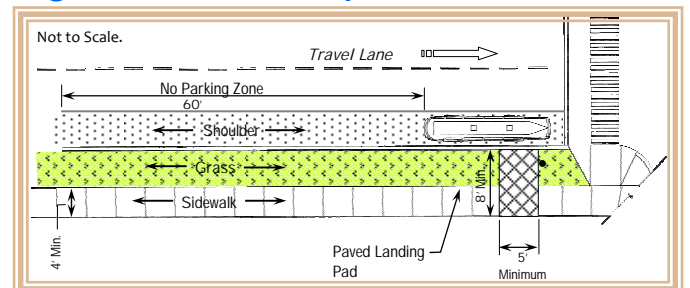 Not to Scale.
Travel Lane
No Parking Zone
60'
Shoulder
Grass
Sidewalk
8' Min.
4' Min.
Paved Landing
Pad
5'
Minimum